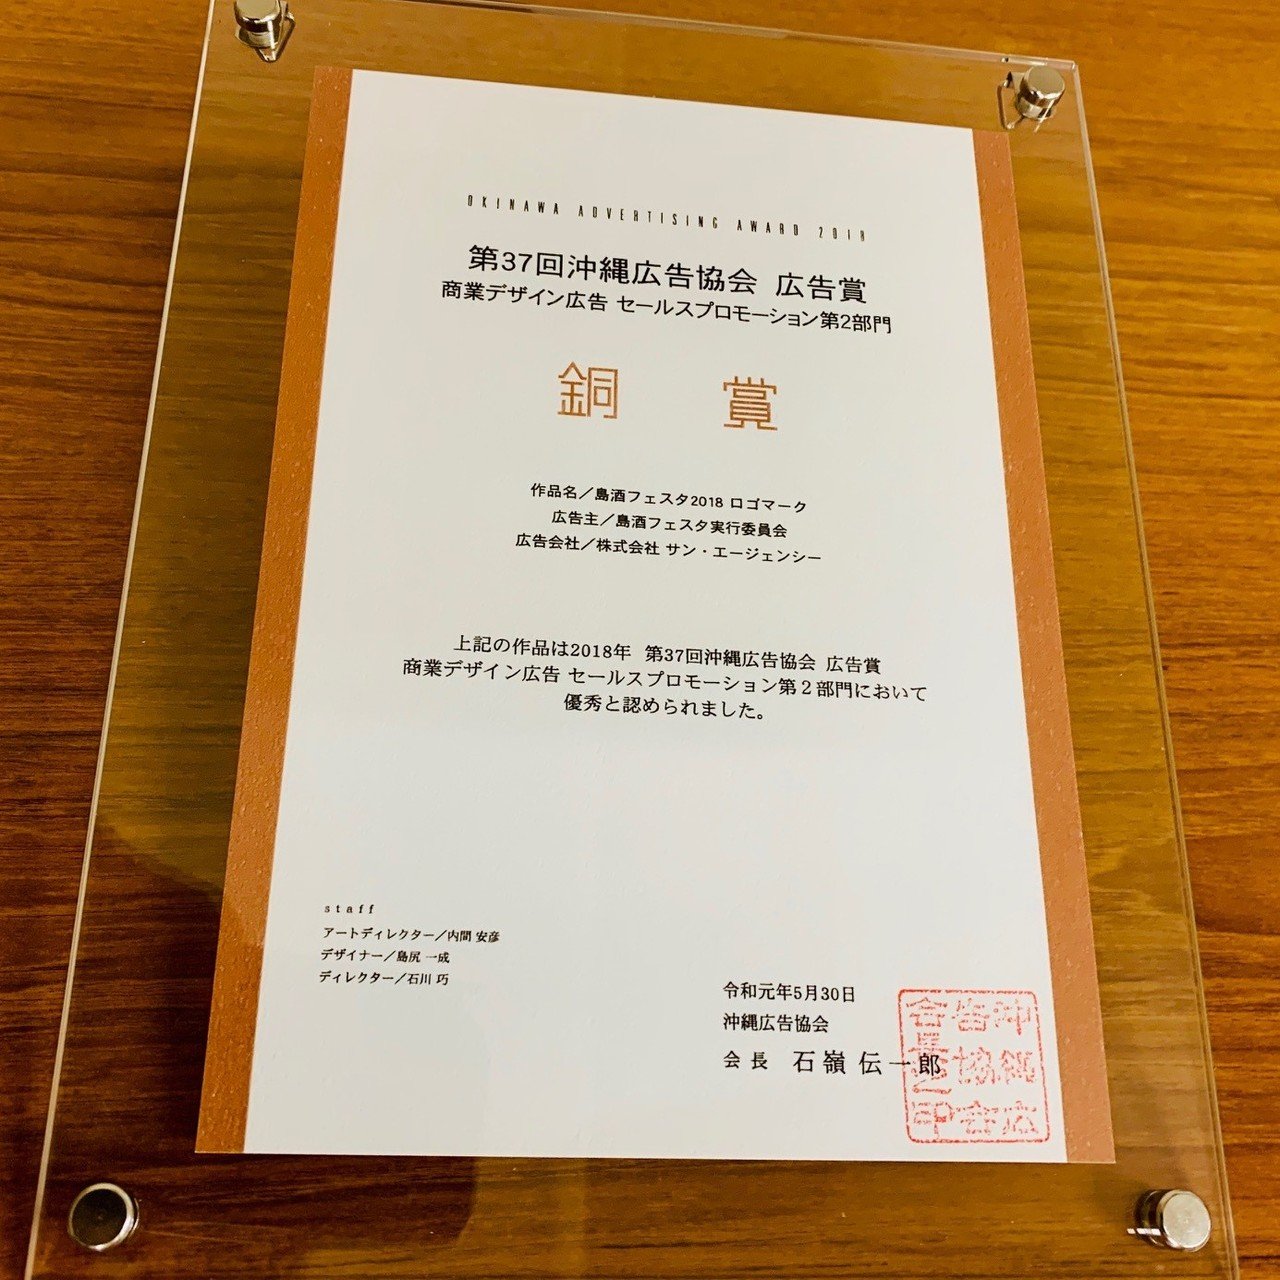 OKINAWA ADVERTISING AWARD 2018
第37回沖縄広告協会 広告賞
商業デザイン広告 セールスプロモーション第2部門
銅 賞
作品名／島酒フェスタ2018 ロゴマーク
広告主／島酒フェスタ実行委員会
広告会社／株式会社 サン・エージェンシー
上記の作品は2018年 第37回沖縄広告協会 広告賞
商業デザイン広告 セールスプロモーション第２部門において
優秀と認められました。
staff
アートディレクター／内間 安彦
デザイナー／島尻 一成
ディレクター／石川 巧
令和元年5月30日
沖縄広告協会
会長 石嶺 伝一郎
沖縄広
告協会
会長之印